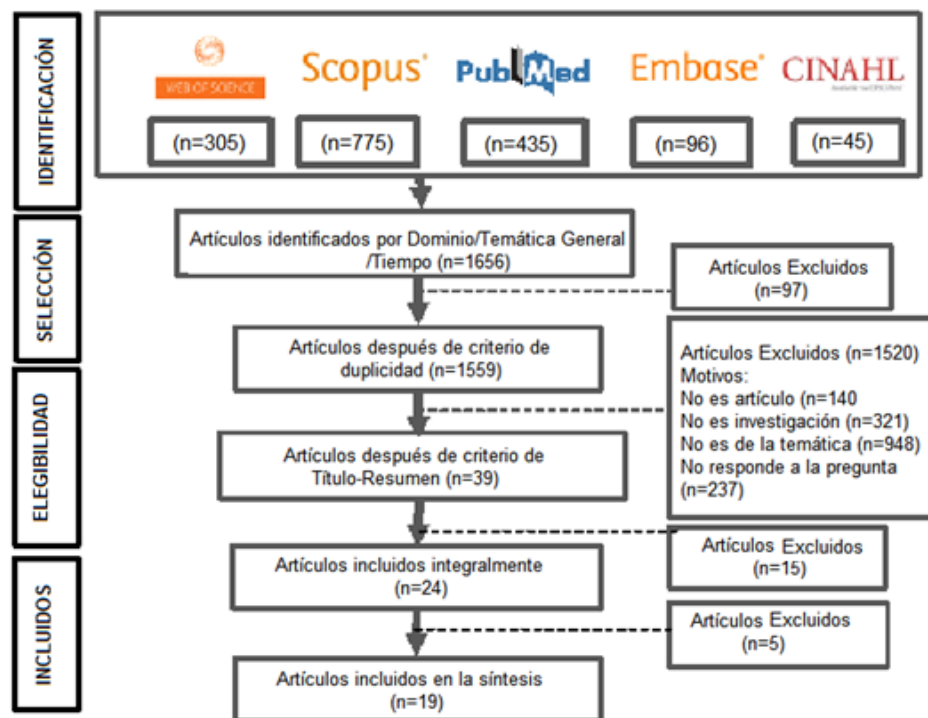 IDENTIFICACIÓN
WEB OF SCIENCE
Scopus®
PubMed
Embase®
CINAHL
(n=305)
(n=775)
(n=435)
(n=96)
(n=45)
SELECCIÓN
Artículos identificados por Dominio/Temática General
/Tiempo (n=1656)
Artículos Excluidos
(n=97)
Artículos después de criterio de
duplicidad (n=1559)
Artículos Excluidos (n=1520)
Motivos:
No es artículo (n=140
No es investigación (n=321)
No es de la temática (n=948)
No responde a la pregunta
(n=237)
ELEGIBILIDAD
Artículos después de criterio de
Título-Resumen (n=39)
Artículos Excluidos
(n=15)
Artículos incluidos integralmente
(n=24)
INCLUIDOS
Artículos Excluidos
(n=5)
Artículos incluidos en la síntesis
(n=19)